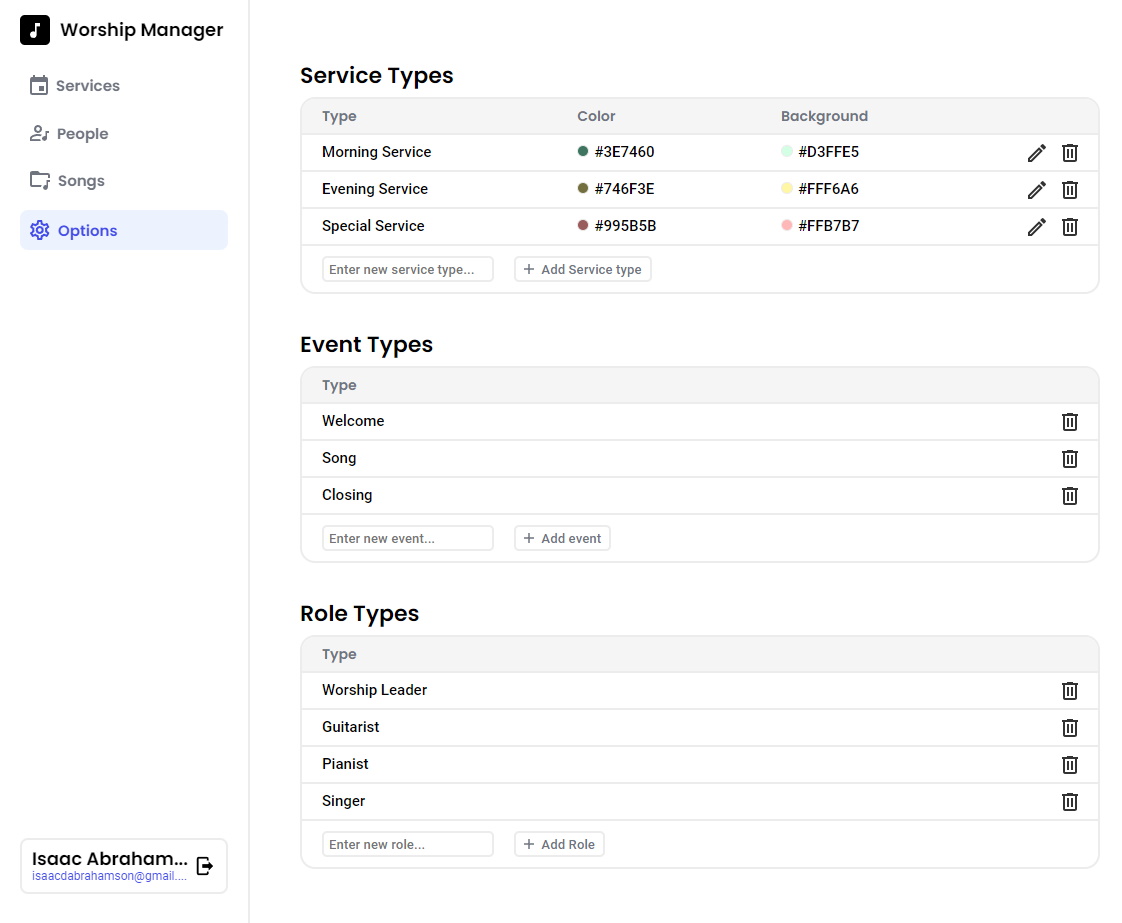 Worship Manager
Services
People
Songs
Options
Isaac Abraham...
isaacdabrahamson@gmail....
Service Types
Type Color Background
Morning Service #3E7460 #D3FFE5
Evening Service #746F3E #FFF6A6
Special Service #995B5B #FFB7B7
Enter new service type... + Add Service type
Event Types
Type
Welcome
Song
Closing
Enter new event... + Add event
Role Types
Type
Worship Leader
Guitarist
Pianist
Singer
Enter new role... + Add Role